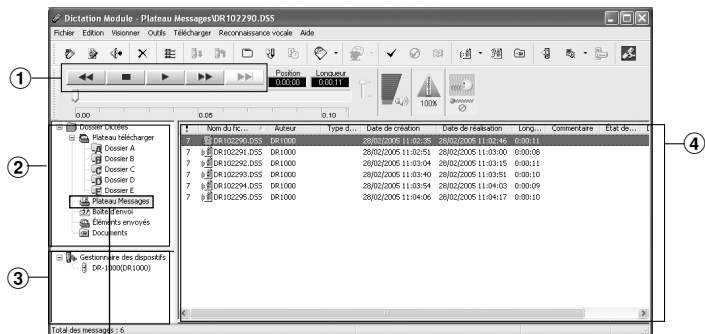 Dictation Module - Plateau Messages\DR102290.DSS
Fichier Edition Visionner Outils Télécharger Reconnaissance vocale Aide
1
Position
0:00:00
Longueur
0:00:11
100%
0.00 0.05 0.10
Dossier Dictées
Plateau télécharger
Dossier A
Dossier B
Dossier C
Dossier D
Dossier E
Plateau Messages
Boîte d'envoi
Éléments envoyés
Documents
2
Gestionnaire des dispositifs
DR-1000(DR1000)
3
! Nom du fic... / Auteur Type d... Date de création Date de réalisation Long... Commentaire État de... D
7 DR102290.DSS DR1000 28/02/2005 11:02:35 28/02/2005 11:02:46 0:00:11
7 DR102291.DSS DR1000 28/02/2005 11:02:51 28/02/2005 11:03:00 0:00:08
7 DR102292.DSS DR1000 28/02/2005 11:03:04 28/02/2005 11:03:15 0:00:11
7 DR102293.DSS DR1000 28/02/2005 11:03:40 28/02/2005 11:03:51 0:00:10
7 DR102294.DSS DR1000 28/02/2005 11:03:54 28/02/2005 11:04:03 0:00:09
7 DR102295.DSS DR1000 28/02/2005 11:04:06 28/02/2005 11:04:17 0:00:10
4
Total des messages : 6